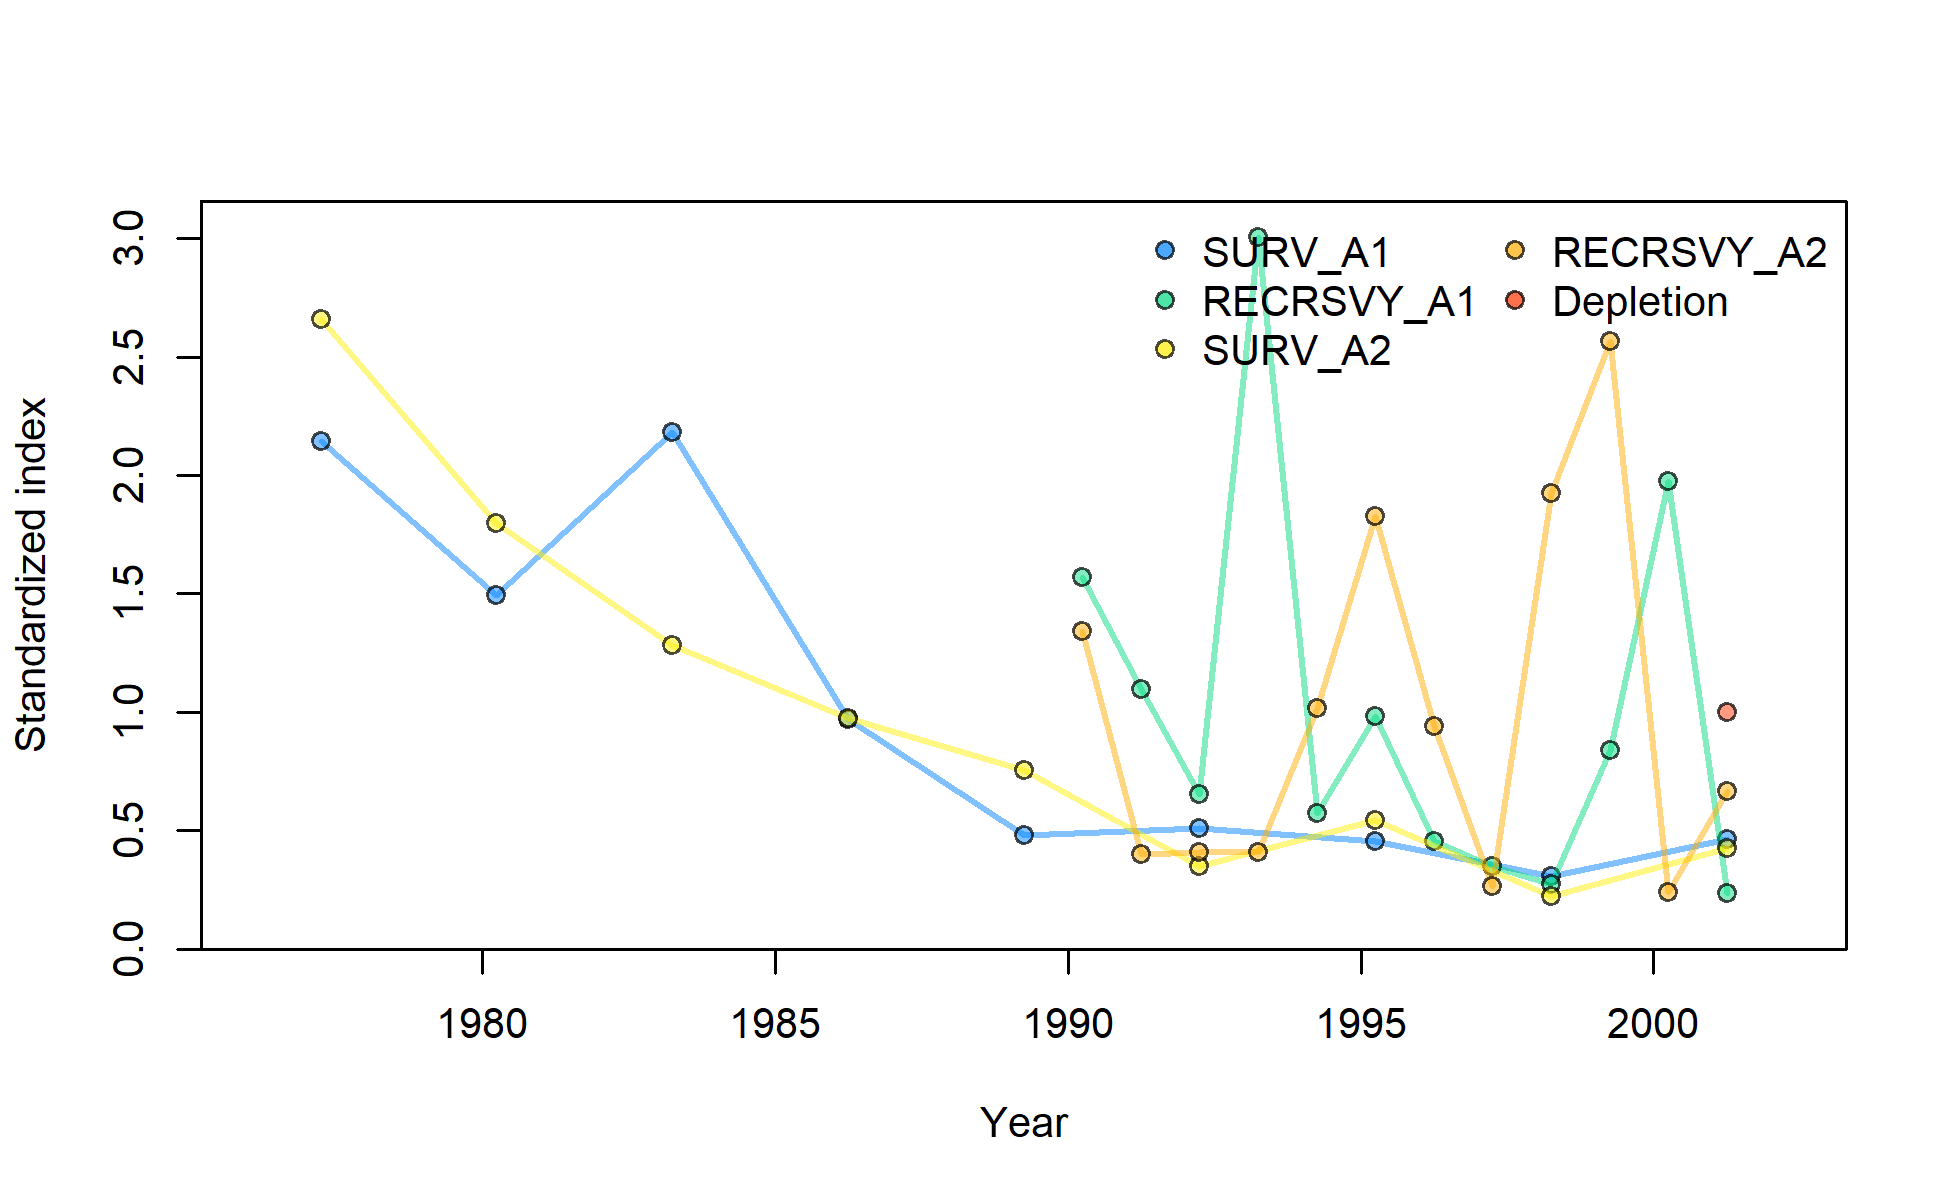 SURV_A1
RECRSVY_A1
SURV_A2
RECRSVY_A2
Depletion
Standardized index
3.0
2.5
2.0
1.5
1.0
0.5
0.0
1980 1985 1990 1995 2000
Year